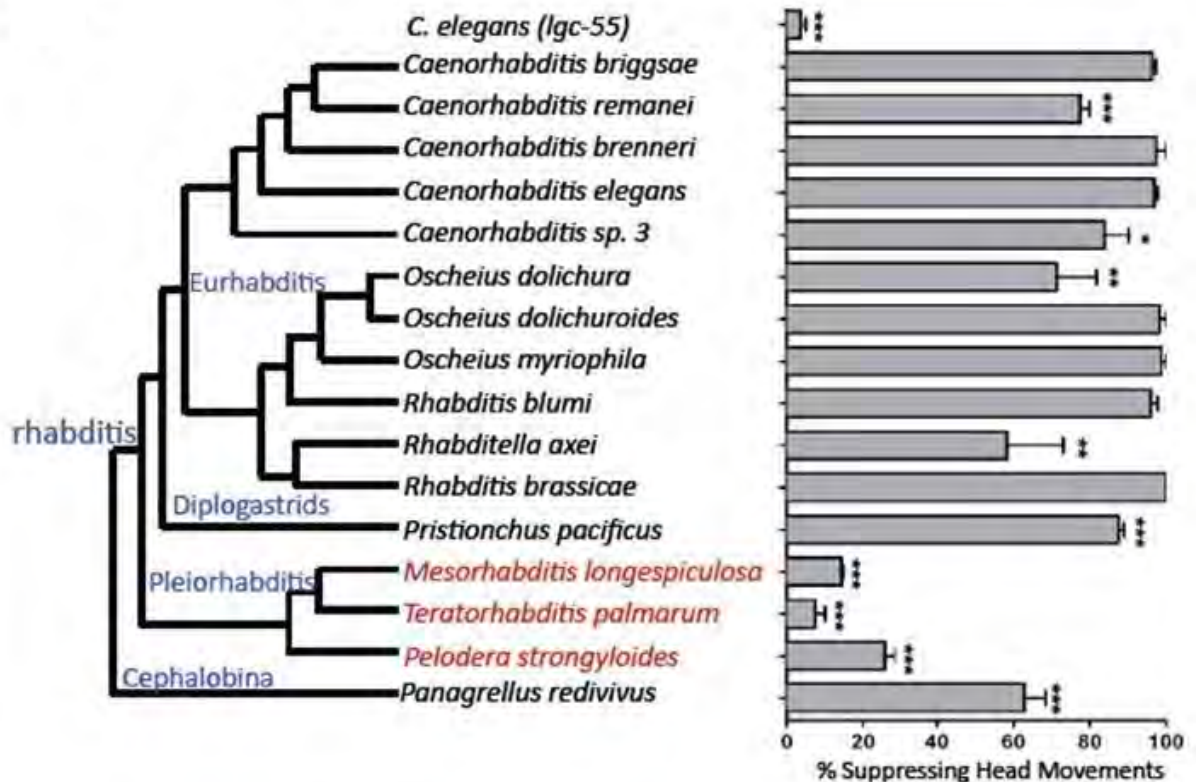 C. elegans (lgc-55) ***
Caenorhabditis briggsae
Caenorhabditis remanei ***
Caenorhabditis brenneri
Caenorhabditis elegans
Caenorhabditis sp. 3 *
Eurhabditis
Oscheius dolichura **
Oscheius dolichuroides
Oscheius myriophila
Rhabditis blumi
rhabditis
Rhabditella axei **
Rhabditis brassicae
Diplogastrids
Pristionchus pacificus ***
Pleiorhabditis
Mesorhabditis longespiculosa ***
Teratorhabditis palmarum ***
Pelodera strongyloides ***
Cephalobina
Panagrellus redivivus ***
0 20 40 60 80 100
% Suppressing Head Movements